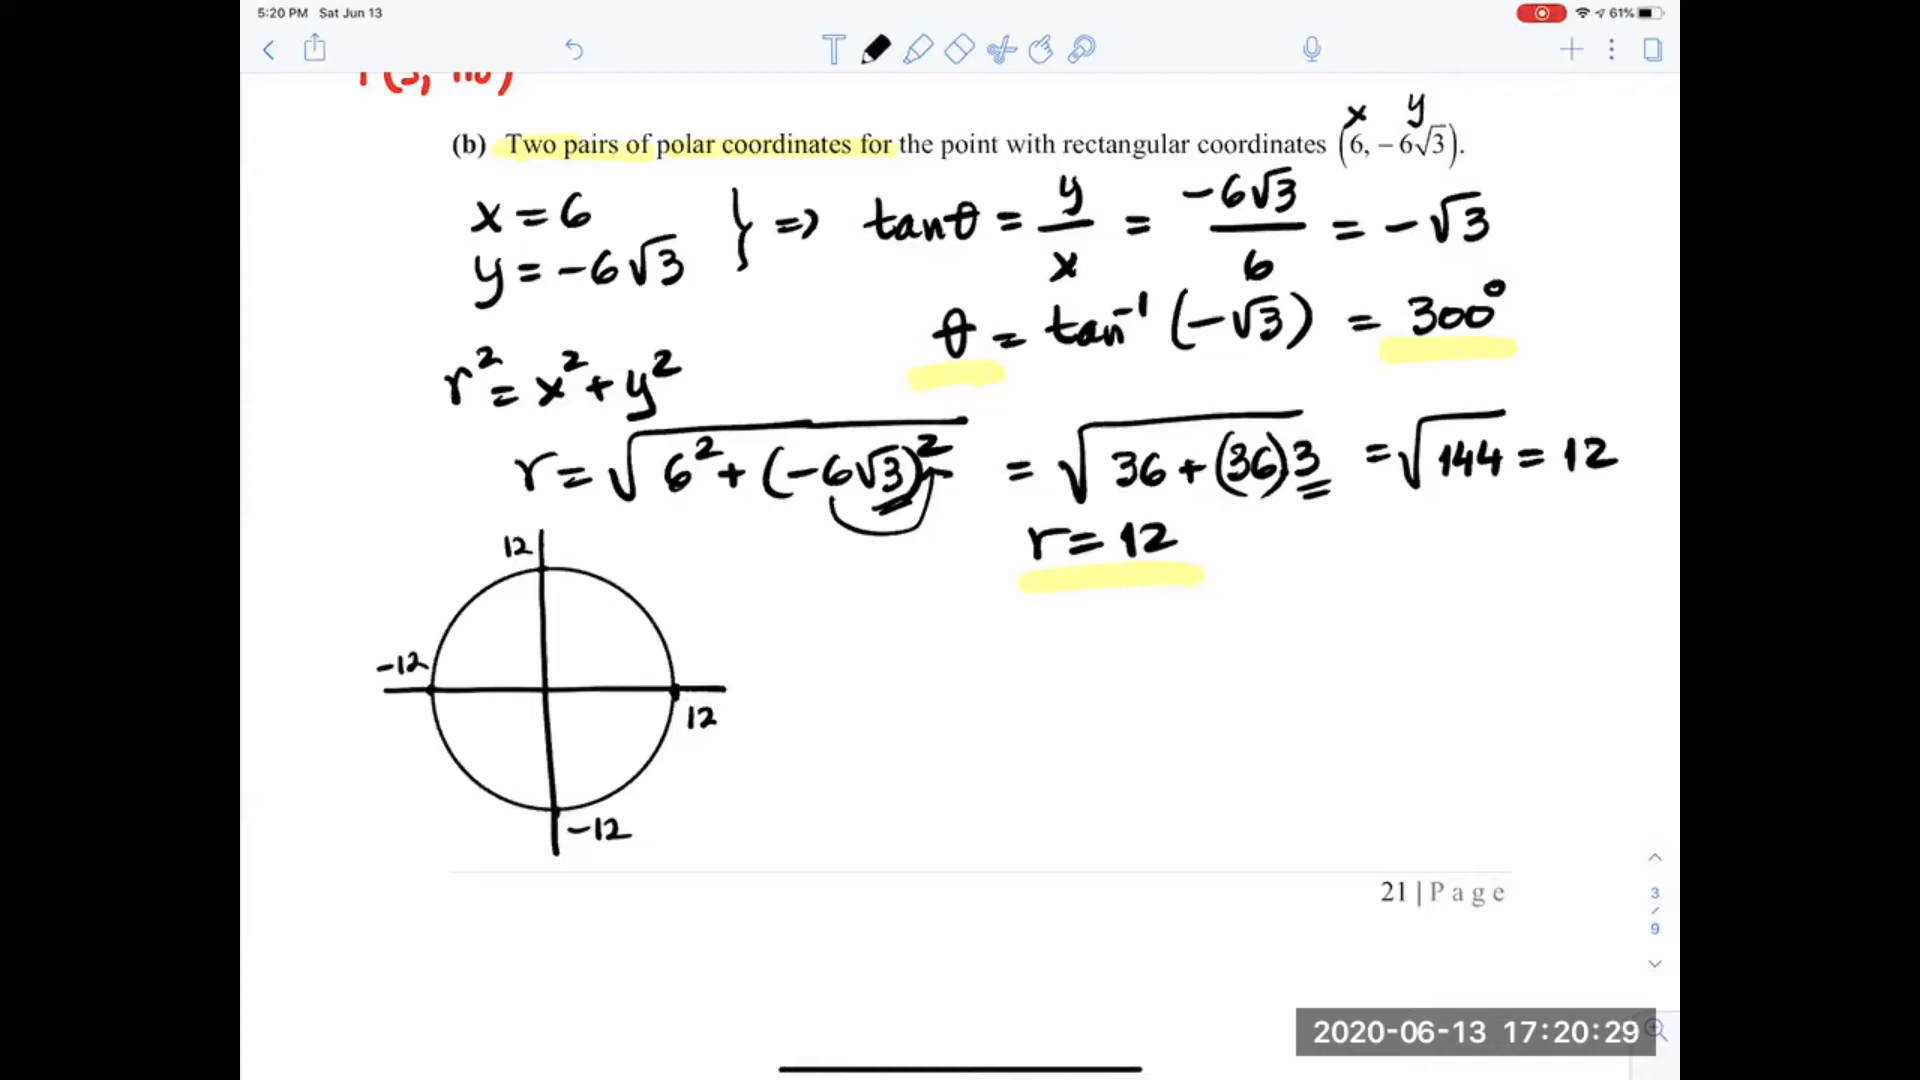 5:20 PM Sat Jun 13
61%
(b) Two pairs of polar coordinates for the point with rectangular coordinates (6, −6√3).
x y
x = 6
y = −6√3
} => tanθ = y/x = −6√3/6 = −√3
θ = tan⁻¹ (−√3) = 300°
r² = x² + y²
r = √6² + (−6√3)² = √36 + (36)3 = √144 = 12
r = 12
12
−12
12
−12
21 | Page
3
/
9
2020-06-13 17:20:29